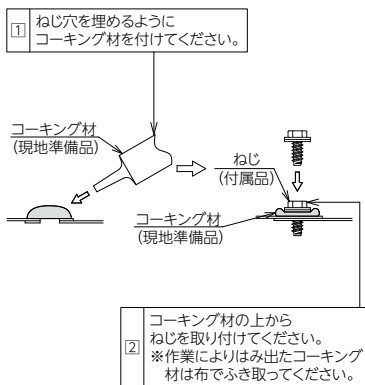 1
ねじ穴を埋めるように
コーキング材を付けてください。
コーキング材
(現地準備品)
ねじ
(付属品)
コーキング材
(現地準備品)
2
コーキング材の上から
ねじを取り付けてください。
※作業によりはみ出たコーキング
材は布でふき取ってください。